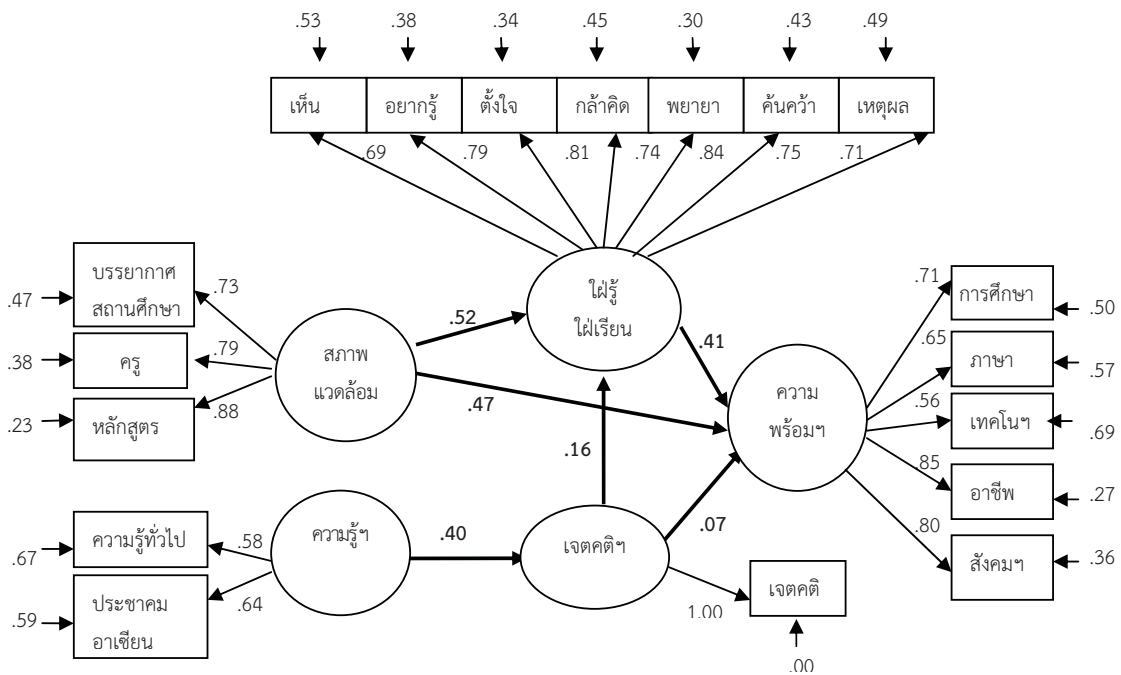 .53 .38 .34 .45 .30 .43 .49
เห็น อยากรู้ ตั้งใจ กล้าคิด พยายา ค้นคว้า เหตุผล
.69 .79 .81 .74 .84 .75 .71
บรรยากาศ
สถานศึกษา
.47
.73
ครู
.38
.79
หลักสูตร
.23
.88
สภาพ
แวดล้อม
.52
.47
ใฝ่รู้
ใฝ่เรียน
.41
.16
ความ
พร้อมฯ
.71
การศึกษา
.50
.65
ภาษา
.57
.56
เทคโนฯ
.69
.85
อาชีพ
.27
.80
สังคมฯ
.36
ความรู้ทั่วไป
.67
.58
ประชาคม
อาเซียน
.59
.64
ความรู้ฯ
.40
เจตคติฯ
.07
1.00
เจตคติ
.00